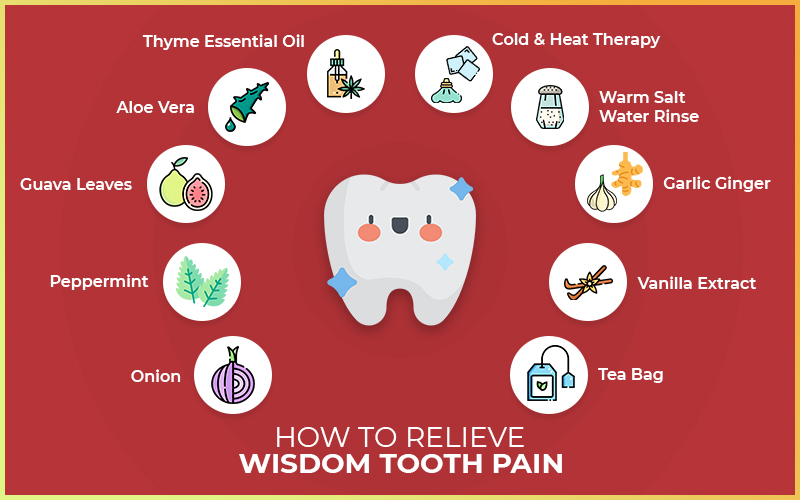 Thyme Essential Oil
Cold & Heat Therapy
Aloe Vera
Warm Salt
Water Rinse
Guava Leaves
Garlic Ginger
Peppermint
Vanilla Extract
Onion
Tea Bag
HOW TO RELIEVE
WISDOM TOOTH PAIN